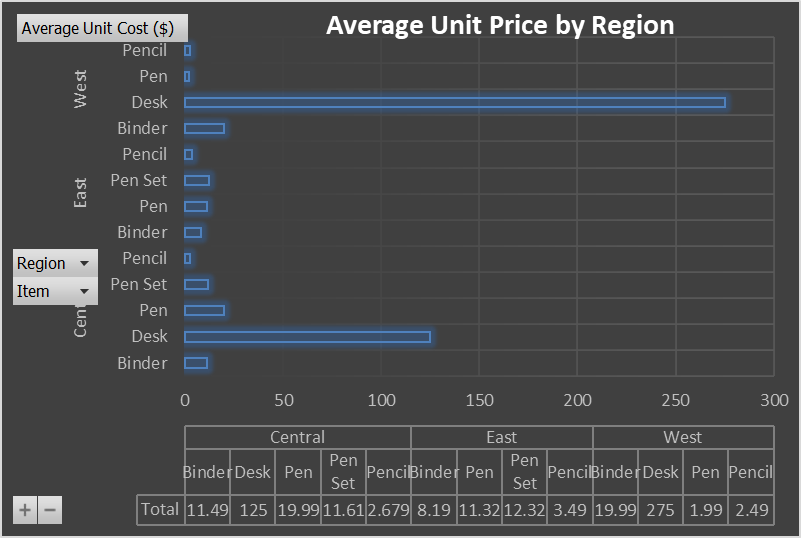 Average Unit Cost ($)
Average Unit Price by Region
West
Pencil
Pen
Desk
Binder
East
Pencil
Pen Set
Pen
Binder
Region
Item
Cent
Pencil
Pen Set
Pen
Desk
Binder
0 50 100 150 200 250 300
Central East West
Binder Desk Pen Pen Set Pencil Binder Pen Pen Set Pencil Binder Desk Pen Pencil
Total 11.49 125 19.99 11.61 2.679 8.19 11.32 12.32 3.49 19.99 275 1.99 2.49
+ −